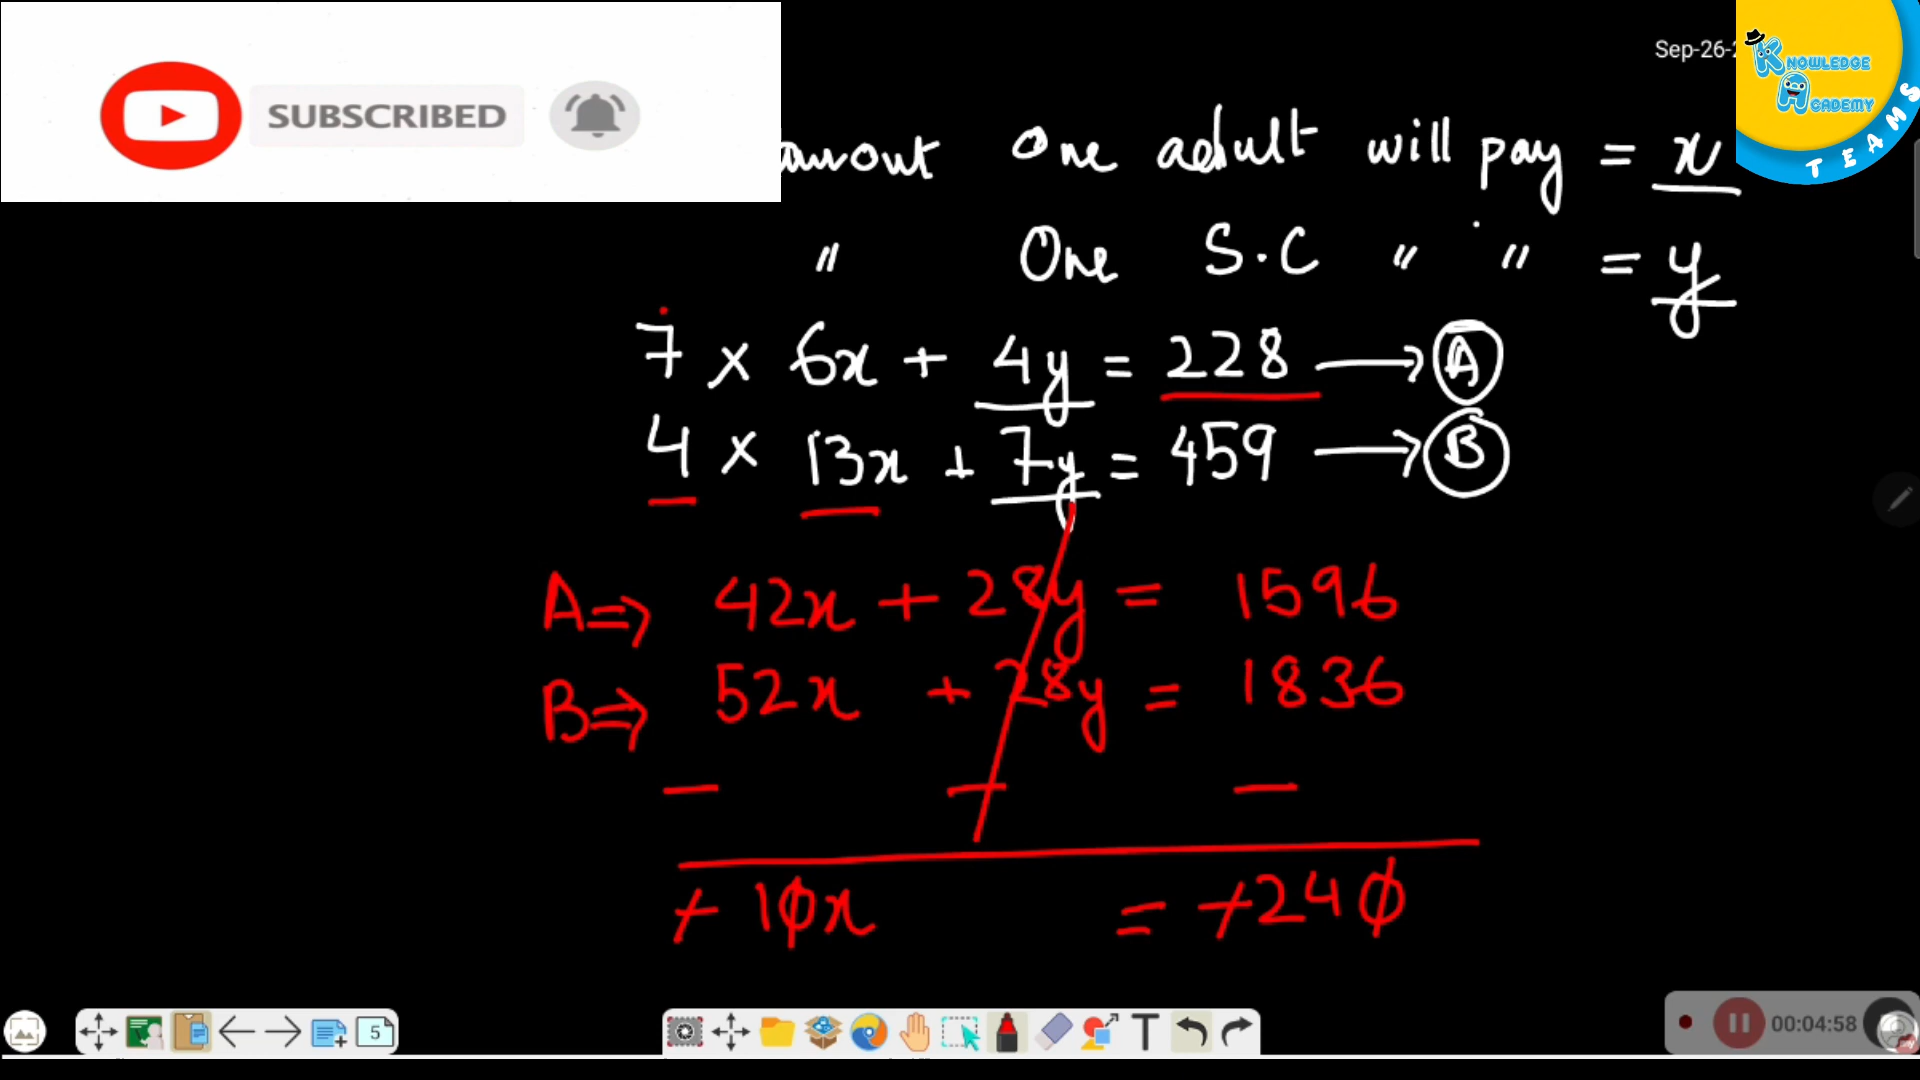 SUBSCRIBED
Sep-26-
KNOWLEDGE
ACADEMY
TEAMS
One adult will pay = x
〃 One S.C 〃 〃 = y
7 × 6x + 4y = 228 → A
4 × 13x + 7y = 459 → B
A⇒ 42x + 28y = 1596
B⇒ 52x + 28y = 1836
— — —
-10x = -240
5
T
00:04:58